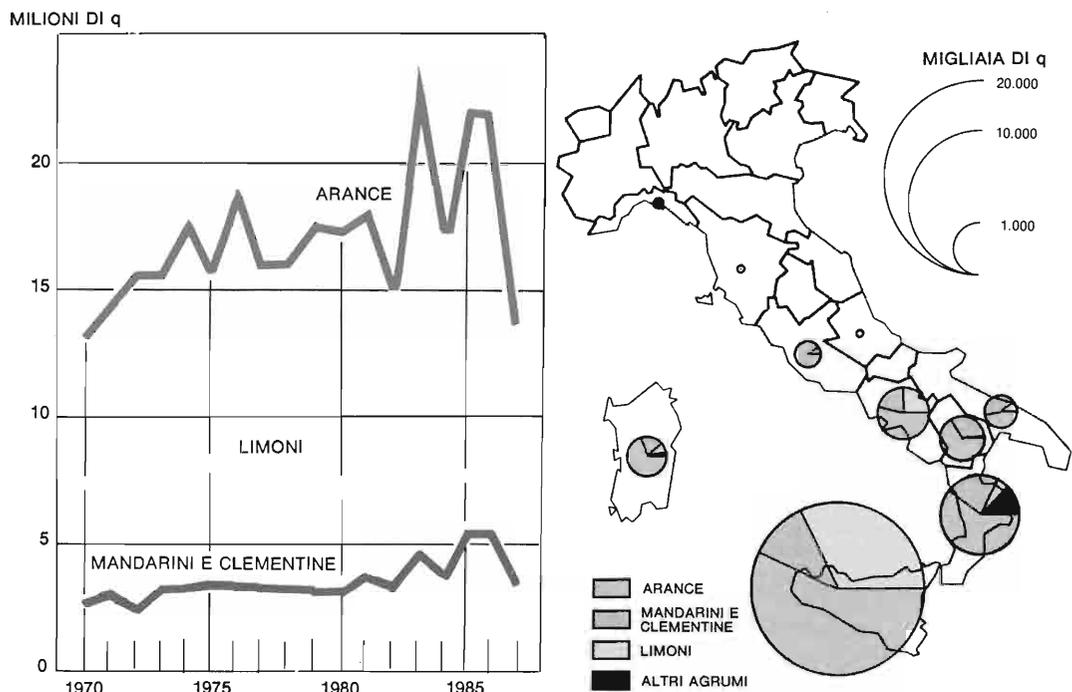 MILIONI DI q
20
15
10
5
0
ARANCE
LIMONI
MANDARINI E CLEMENTINE
1970 1975 1980 1985
MIGLIAIA DI q
20.000
10.000
1.000
ARANCE
MANDARINI E
CLEMENTINE
LIMONI
ALTRI AGRUMI